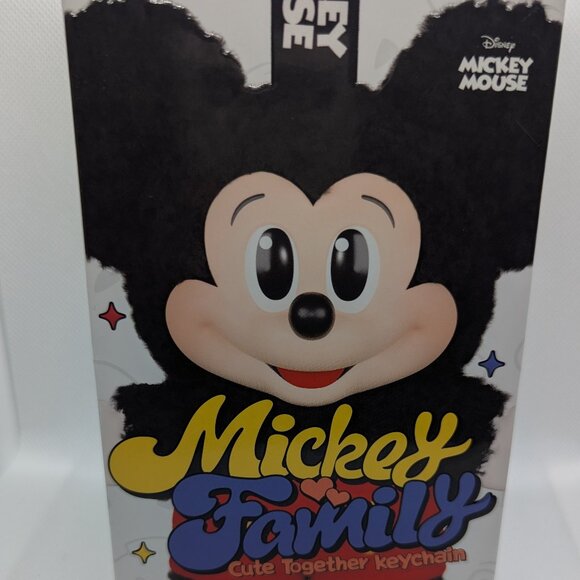 EY
SE
Disney
MICKEY
MOUSE
Mickey
Family
Cute Together keychain